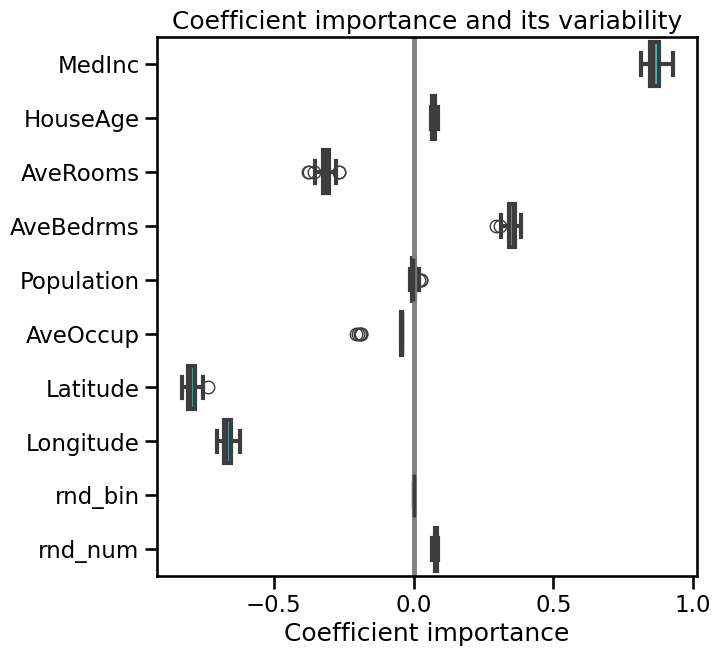 Coefficient importance and its variability
MedInc
HouseAge
AveRooms
AveBedrms
Population
AveOccup
Latitude
Longitude
rnd_bin
rnd_num
−0.5 0.0 0.5 1.0
Coefficient importance